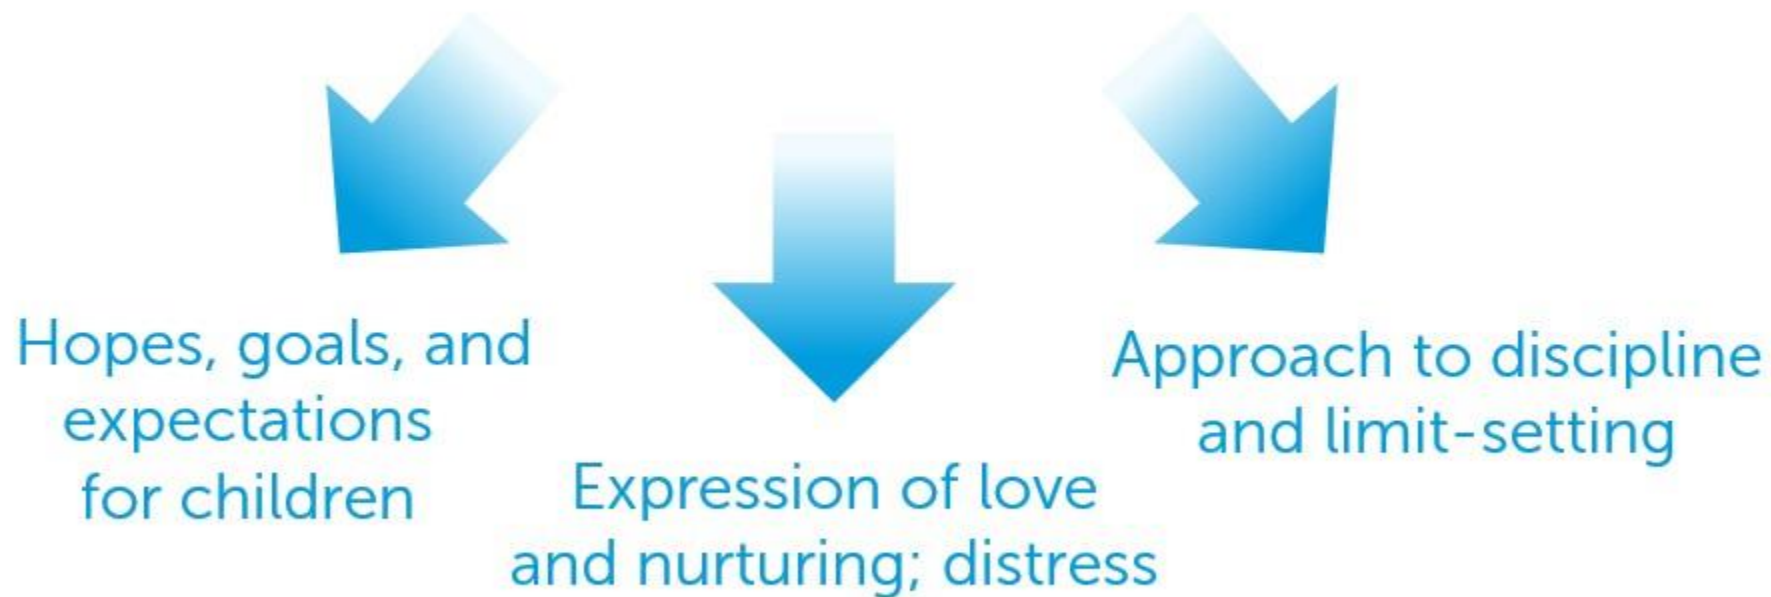 Hopes, goals, and
expectations
for children
Expression of love
and nurturing; distress
Approach to discipline
and limit-setting